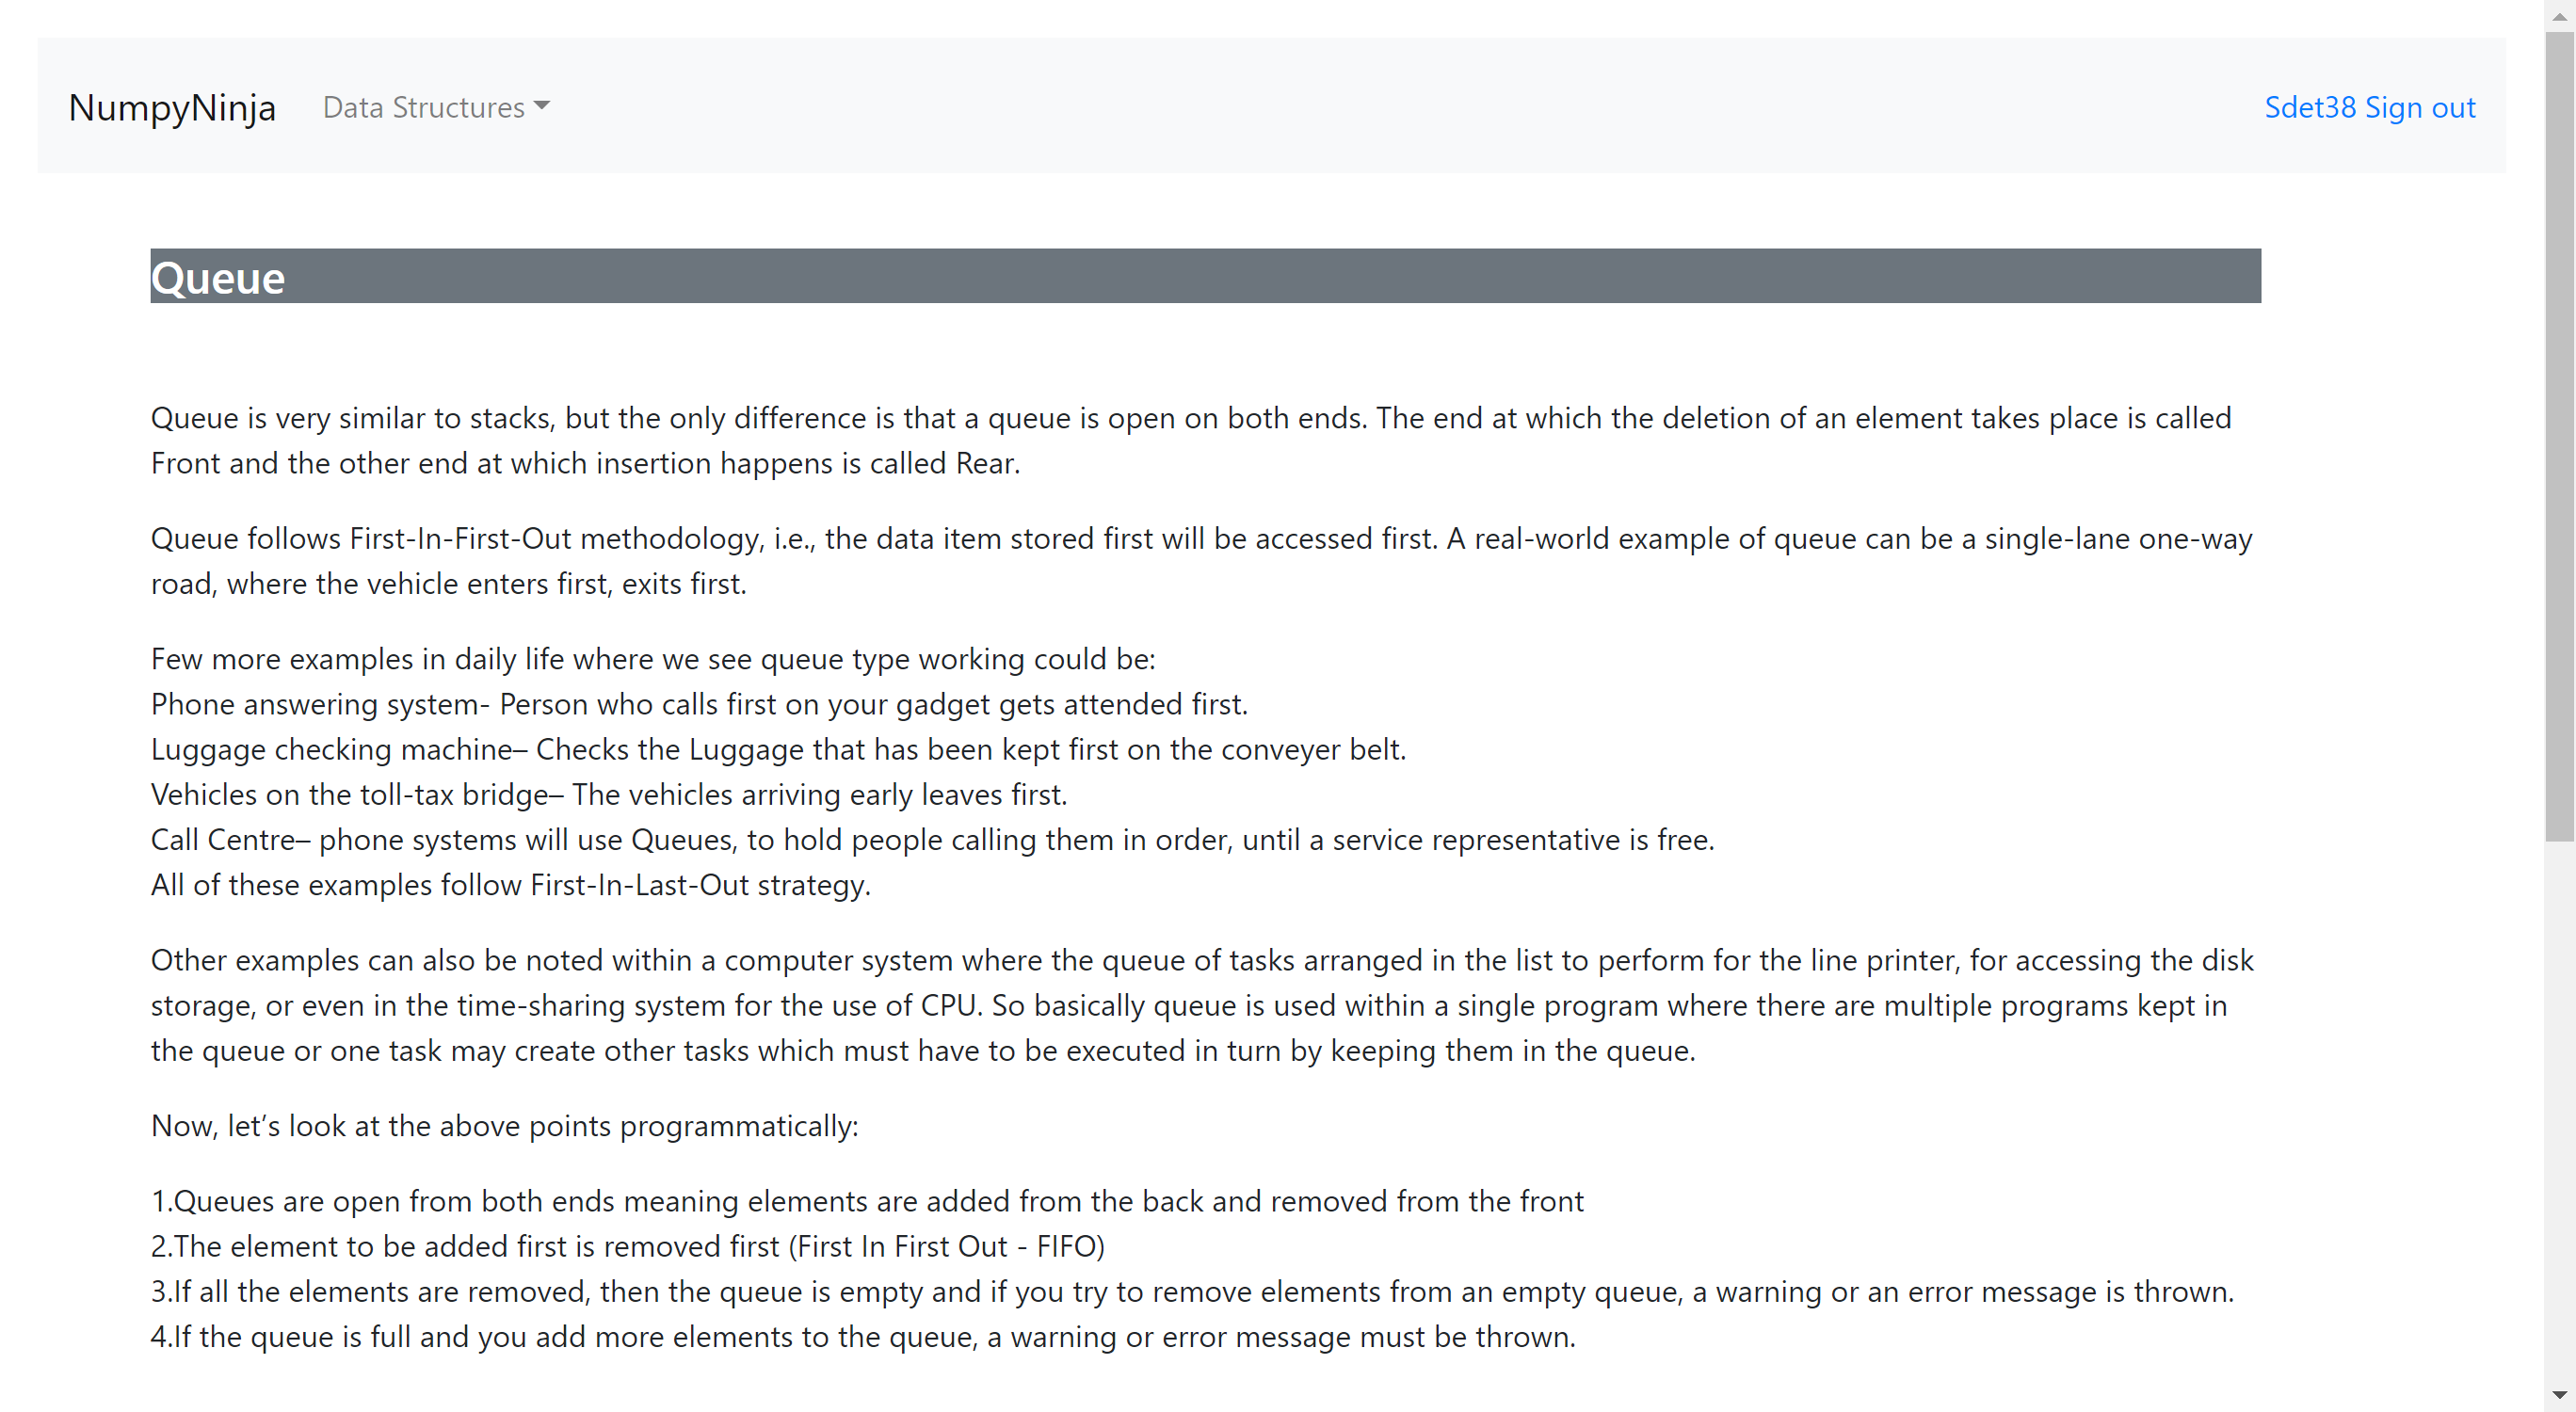 NumpyNinja
Data Structures
Sdet38 Sign out
Queue
Queue is very similar to stacks, but the only difference is that a queue is open on both ends. The end at which the deletion of an element takes place is called
Front and the other end at which insertion happens is called Rear.
Queue follows First-In-First-Out methodology, i.e., the data item stored first will be accessed first. A real-world example of queue can be a single-lane one-way
road, where the vehicle enters first, exits first.
Few more examples in daily life where we see queue type working could be:
Phone answering system- Person who calls first on your gadget gets attended first.
Luggage checking machine– Checks the Luggage that has been kept first on the conveyer belt.
Vehicles on the toll-tax bridge– The vehicles arriving early leaves first.
Call Centre– phone systems will use Queues, to hold people calling them in order, until a service representative is free.
All of these examples follow First-In-Last-Out strategy.
Other examples can also be noted within a computer system where the queue of tasks arranged in the list to perform for the line printer, for accessing the disk
storage, or even in the time-sharing system for the use of CPU. So basically queue is used within a single program where there are multiple programs kept in
the queue or one task may create other tasks which must have to be executed in turn by keeping them in the queue.
Now, let’s look at the above points programmatically:
1.Queues are open from both ends meaning elements are added from the back and removed from the front
2.The element to be added first is removed first (First In First Out - FIFO)
3.If all the elements are removed, then the queue is empty and if you try to remove elements from an empty queue, a warning or an error message is thrown.
4.If the queue is full and you add more elements to the queue, a warning or error message must be thrown.